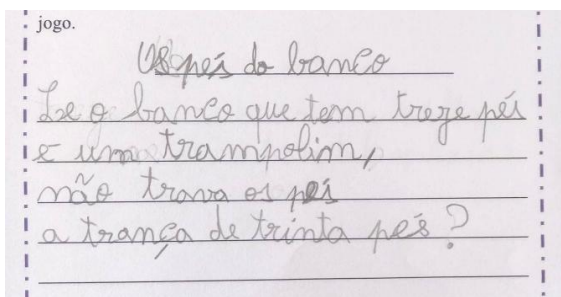 jogo.
Os pés do banco
Se o banco que tem treze pés
e um trampolim,
não trava os pés
a trança de trinta pés?